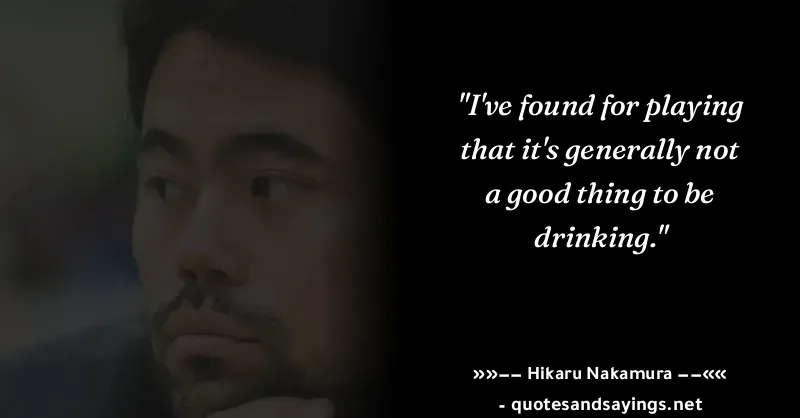 "I've found for playing
that it's generally not
a good thing to be
drinking."
»»–– Hikaru Nakamura ––««
- quotesandsayings.net